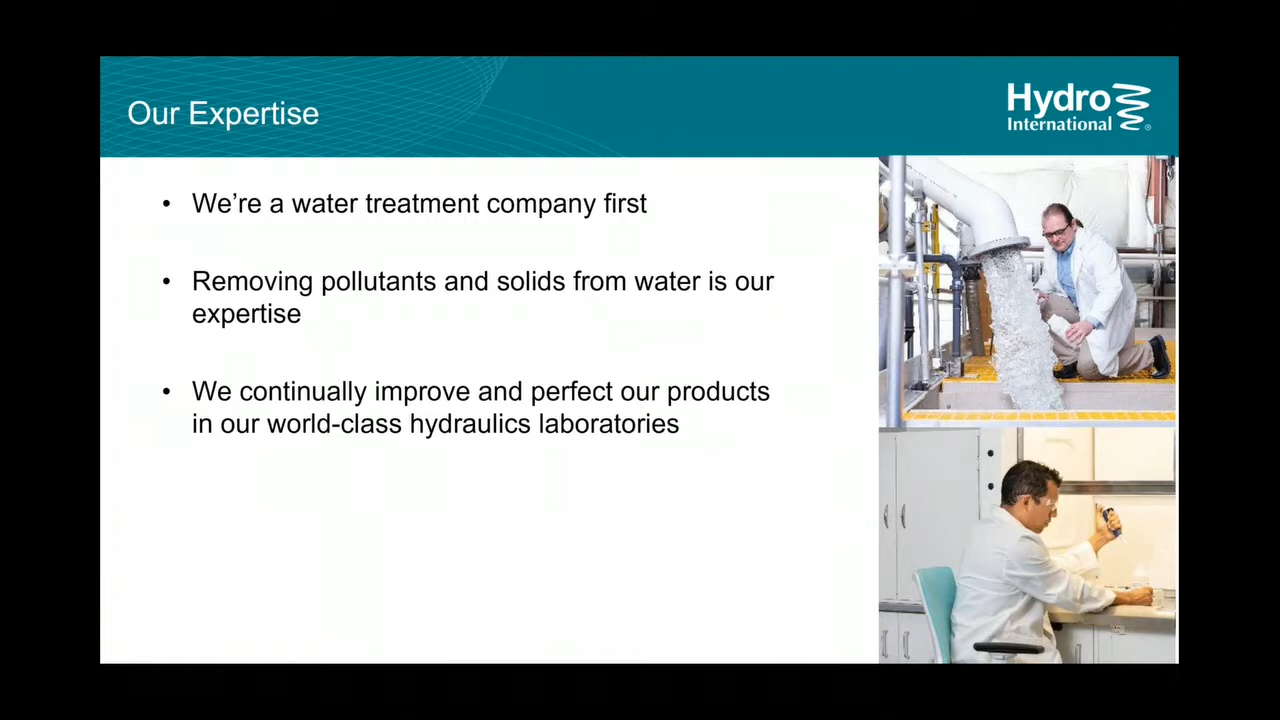 Our Expertise
Hydro
International
®
• We’re a water treatment company first
• Removing pollutants and solids from water is our
expertise
• We continually improve and perfect our products
in our world-class hydraulics laboratories